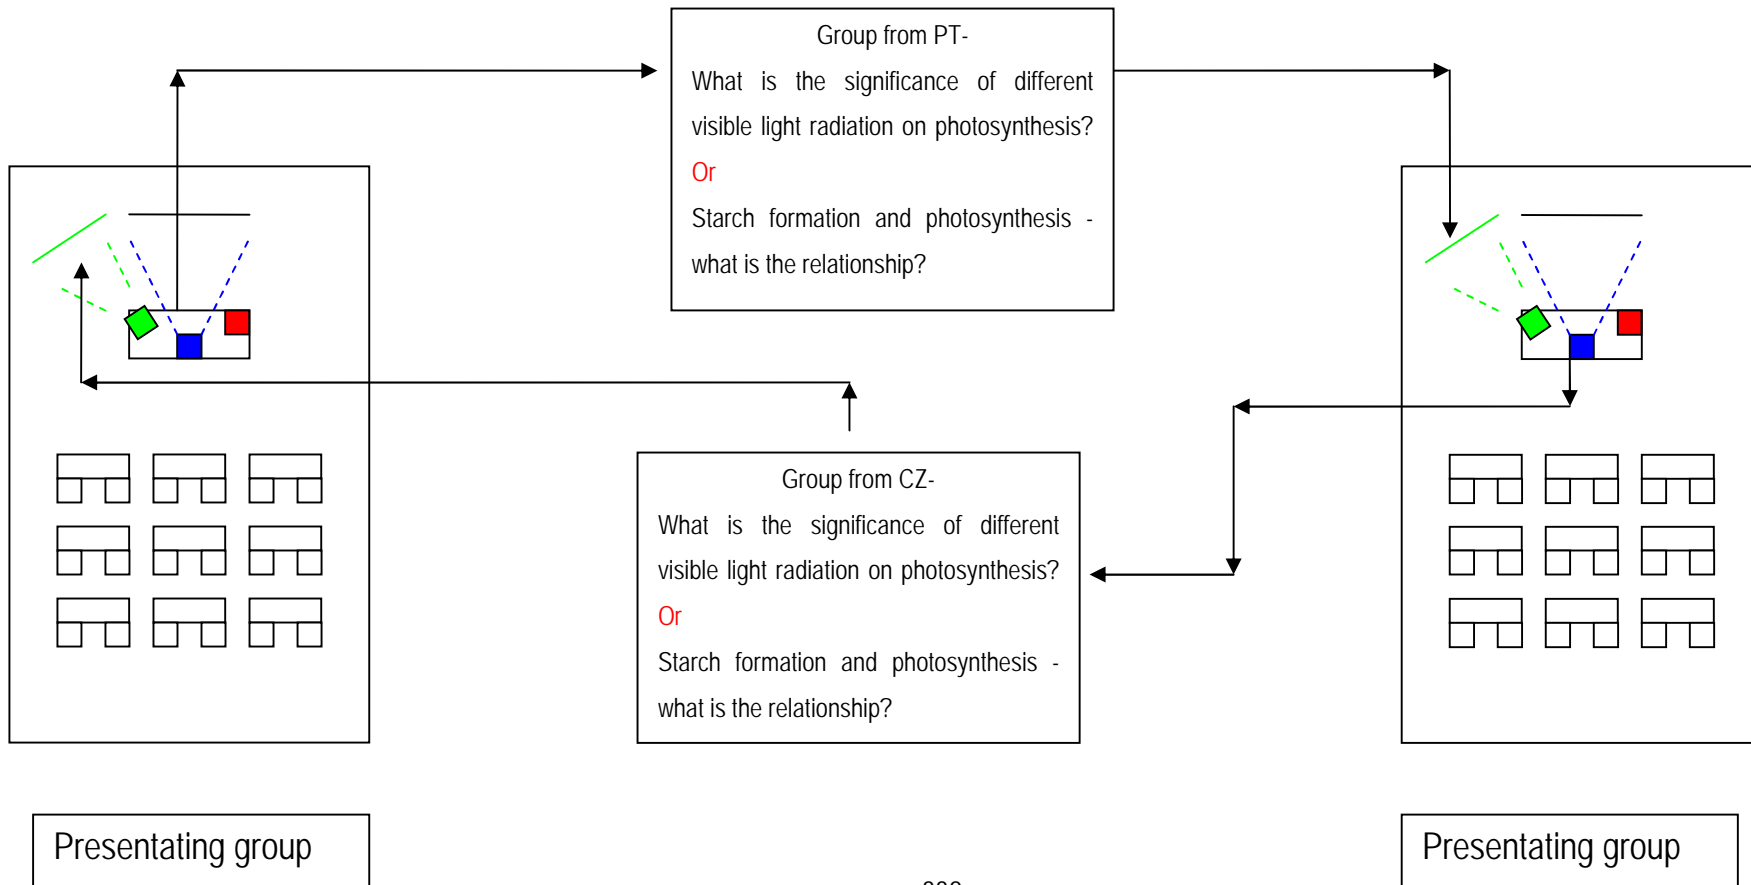 Group from PT-
What is the significance of different
visible light radiation on photosynthesis?
Or
Starch formation and photosynthesis -
what is the relationship?
Group from CZ-
What is the significance of different
visible light radiation on photosynthesis?
Or
Starch formation and photosynthesis -
what is the relationship?
Presentating group
Presentating group